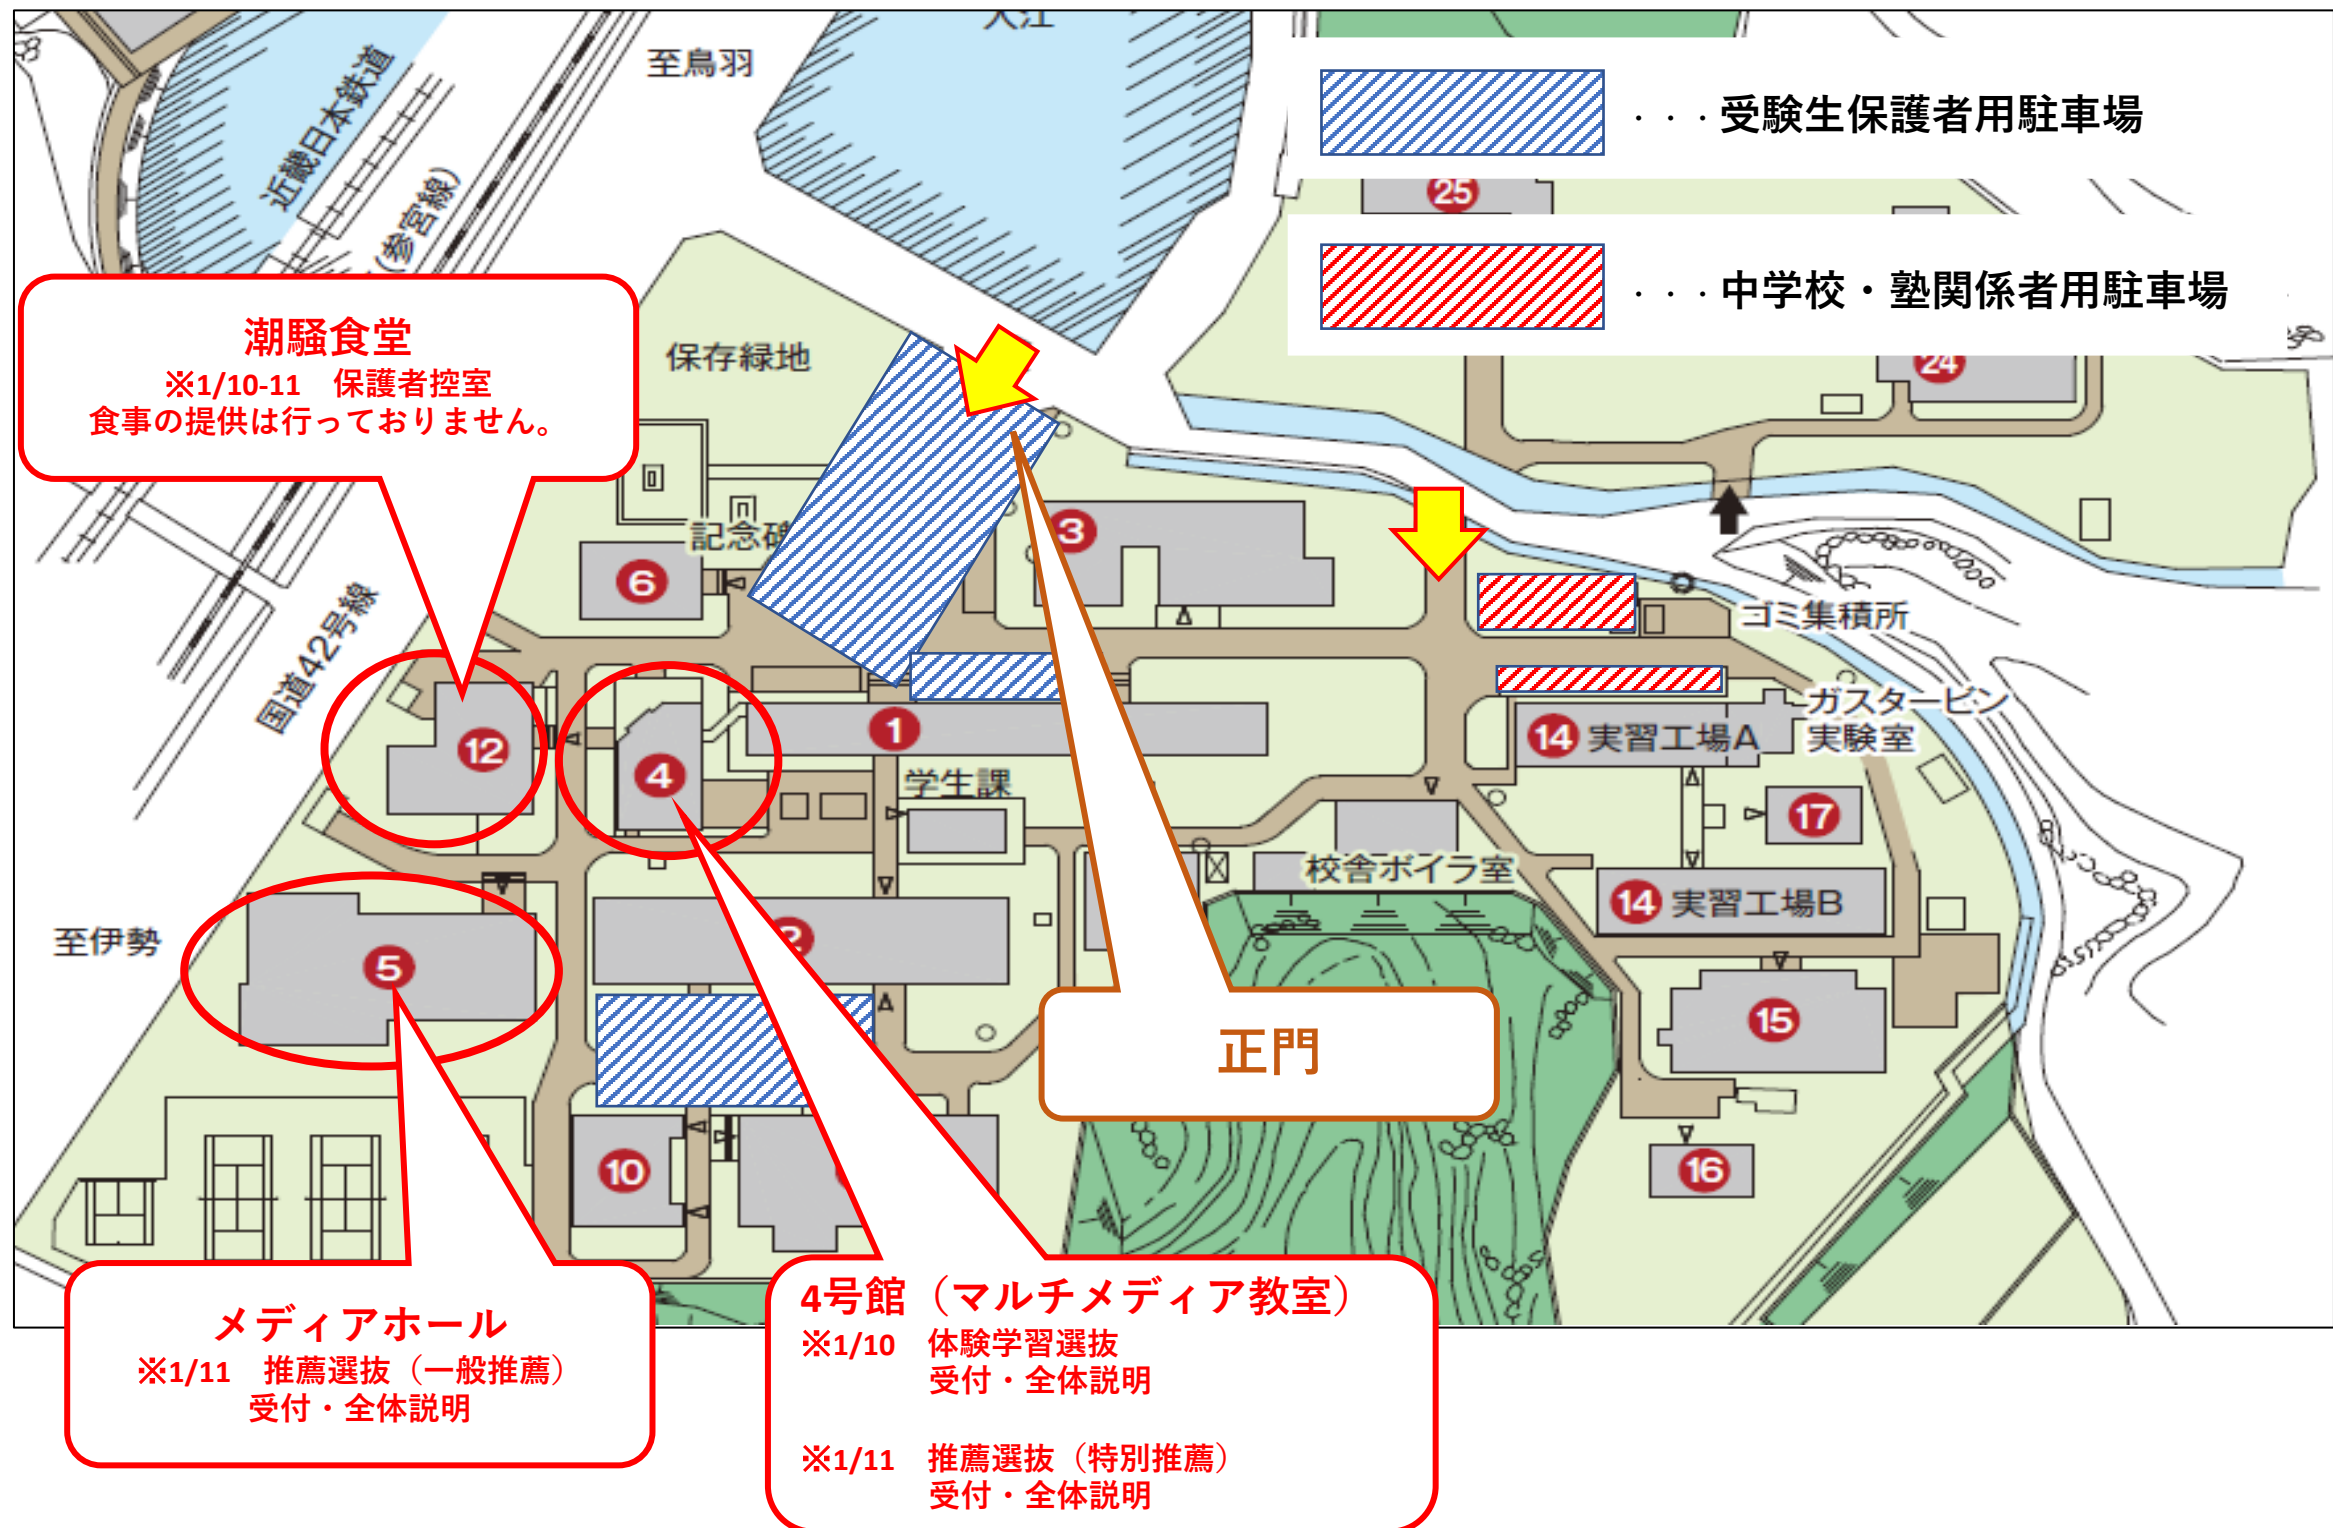 入江
至鳥羽
近畿日本鉄道
(参宮線)
・・・受験生保護者用駐車場
25
・・・中学校・塾関係者用駐車場
24
潮騒食堂
※1/10-11　保護者控室
食事の提供は行っておりません。
保存緑地
記念碑
3
6
ゴミ集積所
国道42号線
12
4
1
学生課
14 実習工場A
ガスタービン
実験室
17
校舎ボイラ室
14 実習工場B
至伊勢
5
2
15
正門
10
16
メディアホール
※1/11　推薦選抜（一般推薦）
受付・全体説明
4号館（マルチメディア教室）
※1/10　体験学習選抜
受付・全体説明
※1/11　推薦選抜（特別推薦）
受付・全体説明